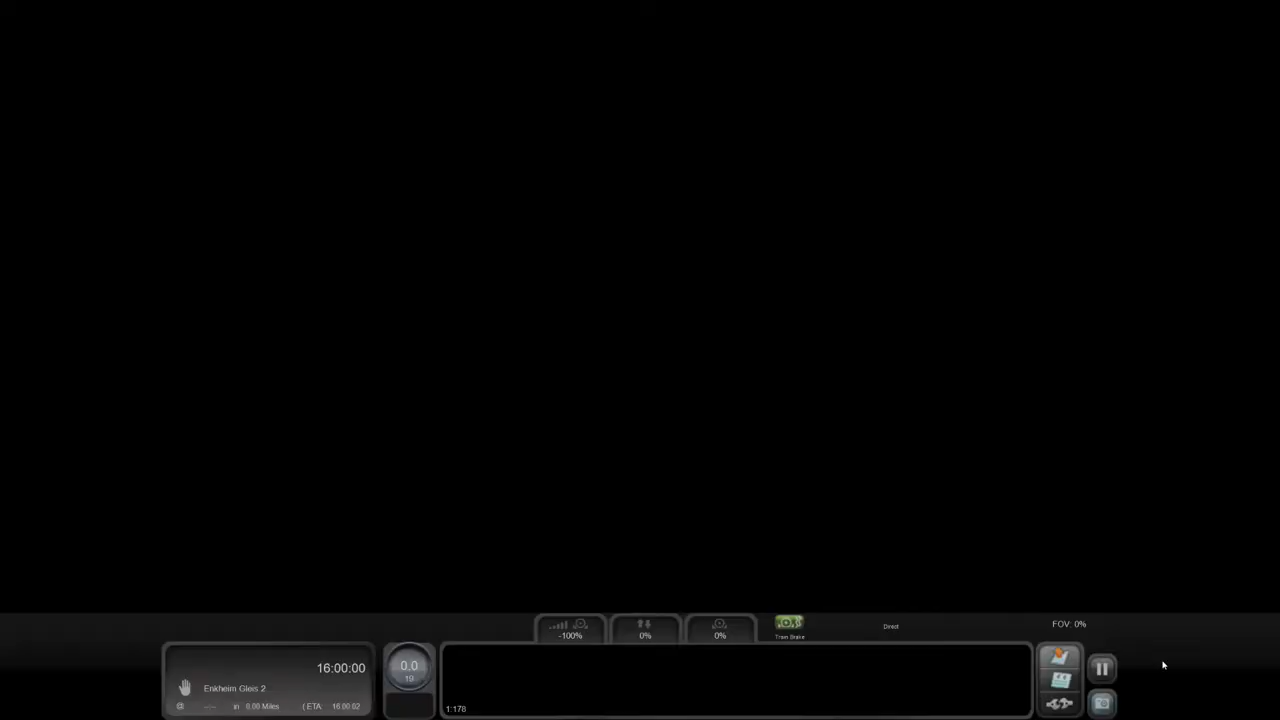 FOV: 0%
-100%
0%
0%
Train Brake
Direct
16:00:00
Enkheim Gleis 2
@ --:-- in 0.00 Miles ( ETA 16:00:02
0.0
19
1:178